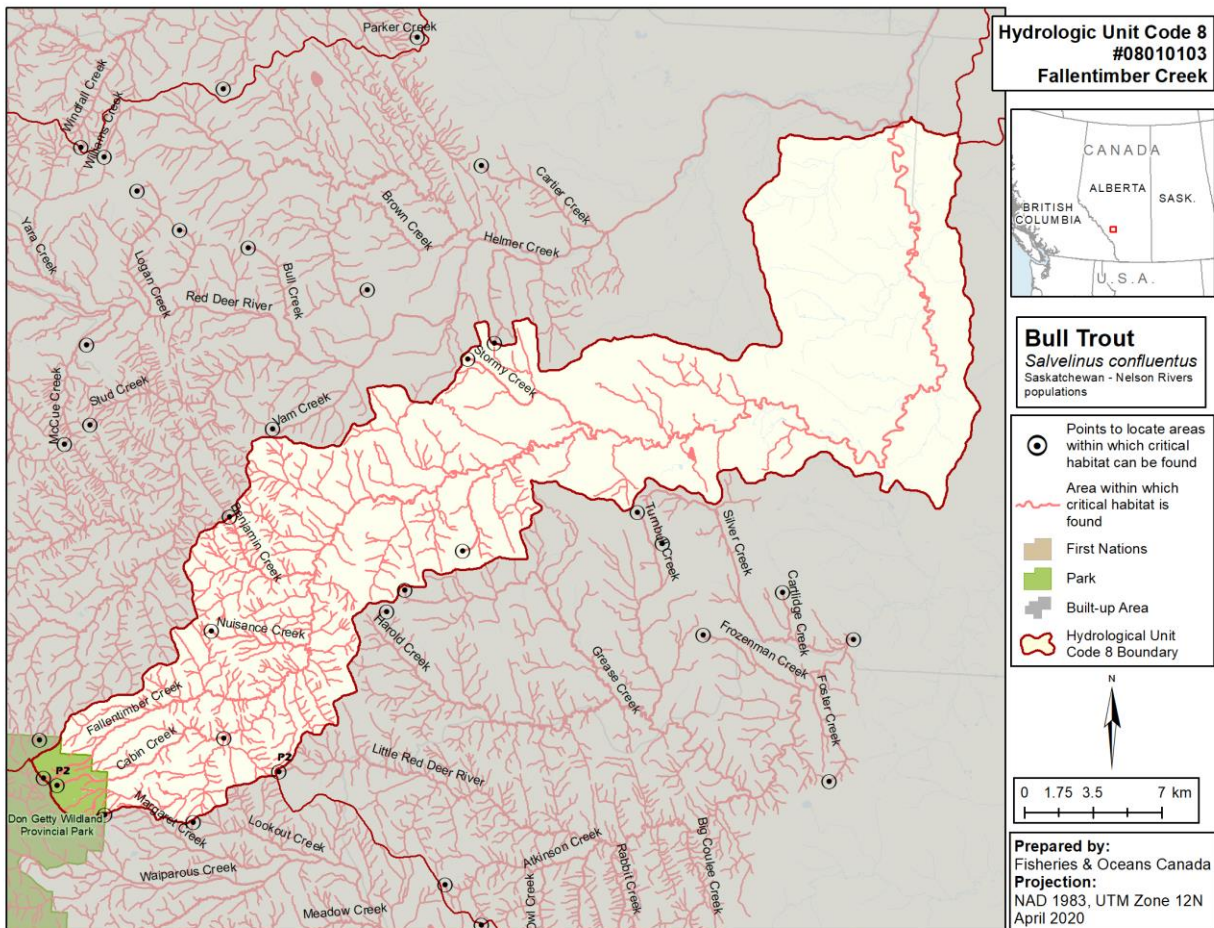 Hydrologic Unit Code 8
#08010103
Fallentimber Creek
CANADA
ALBERTA
SASK.
BRITISH
COLUMBIA
U.S.A.
Bull Trout
Salvelinus confluentus
Saskatchewan - Nelson Rivers
populations
Points to locate areas
within which critical
habitat can be found
Area within which
critical habitat is
found
First Nations
Park
Built-up Area
Hydrological Unit
Code 8 Boundary
N
0 1.75 3.5 7 km
Prepared by:
Fisheries & Oceans Canada
Projection:
NAD 1983, UTM Zone 12N
April 2020
Parker Creek
Windfall Creek
Williams Creek
Cartier Creek
Brown Creek
Helmer Creek
Yara Creek
Logan Creek
Bull Creek
Red Deer River
Stormy Creek
McCue Creek
Stud Creek
Vam Creek
Benjamin Creek
Turnbull Creek
Silver Creek
Cartlidge Creek
Nuisance Creek
Harold Creek
Frozenman Creek
Grease Creek
Foster Creek
Fallentimber Creek
Cabin Creek
P2
P2
Little Red Deer River
Don Getty Wildland
Provincial Park
Margaret Creek
Lookout Creek
Waiparous Creek
Atkinson Creek
Rabbit Creek
Big Coulee Creek
Owl Creek
Meadow Creek